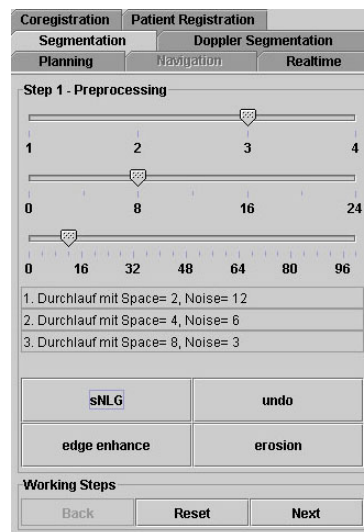 Coregistration Patient Registration
Segmentation Doppler Segmentation
Planning Navigation Realtime
Step 1 - Preprocessing
1 2 3 4
0 8 16 24
0 16 32 48 64 80 96
1. Durchlauf mit Space= 2, Noise= 12
2. Durchlauf mit Space= 4, Noise= 6
3. Durchlauf mit Space= 8, Noise= 3
sNLG undo
edge enhance erosion
Working Steps
Back Reset Next